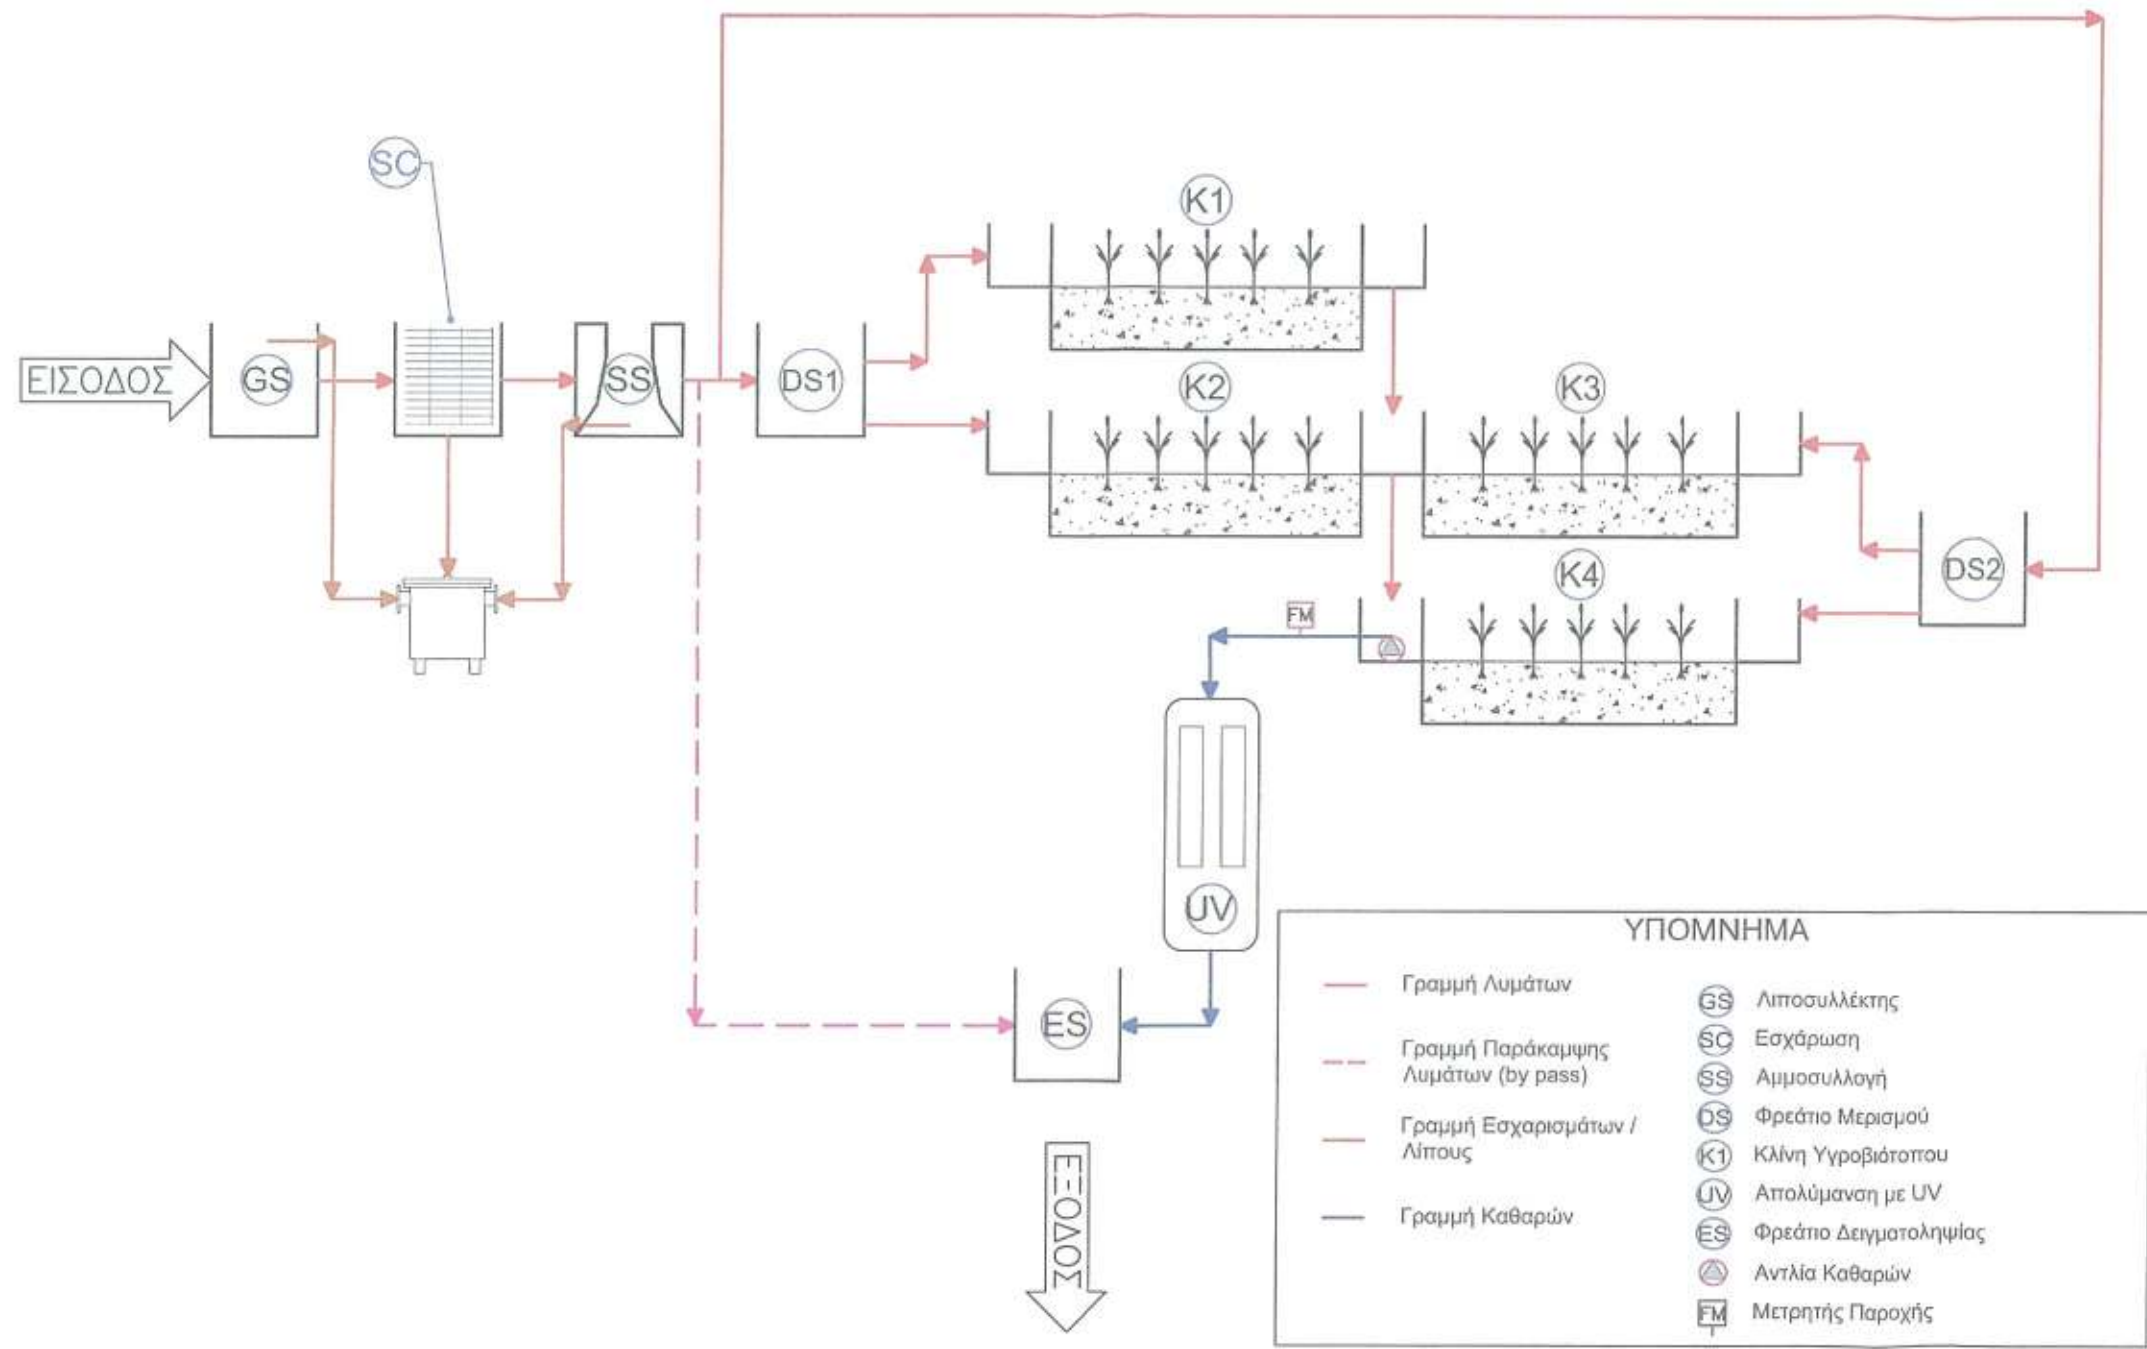 SC
K1
ΕΙΣΟΔΟΣ
GS
SS
DS1
K2
K3
DS2
K4
FM
UV
ES
ΕΞΟΔΟΣ
ΥΠΟΜΝΗΜΑ
Γραμμή Λυμάτων
Γραμμή Παράκαμψης
Λυμάτων (by pass)
Γραμμή Εσχαρισμάτων /
Λίπους
Γραμμή Καθαρών
GS Λιποσυλλέκτης
SC Εσχάρωση
SS Αμμοσυλλογή
DS Φρεάτιο Μερισμού
K1 Κλίνη Υγροβιότοπου
UV Απολύμανση με UV
ES Φρεάτιο Δειγματοληψίας
Αντλία Καθαρών
FM Μετρητής Παροχής